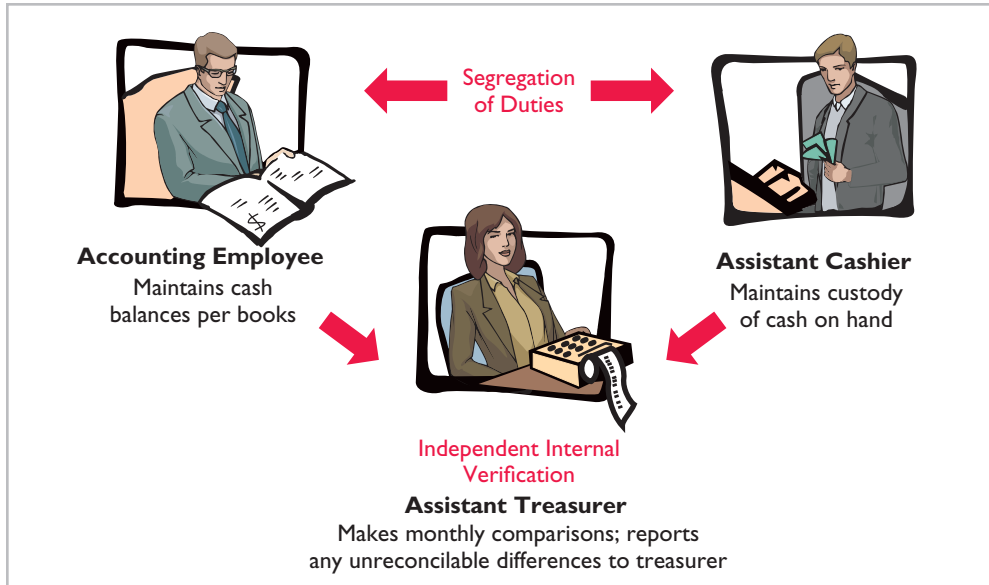 Segregation
of Duties
Accounting Employee
Maintains cash
balances per books
Assistant Cashier
Maintains custody
of cash on hand
Independent Internal
Verification
Assistant Treasurer
Makes monthly comparisons; reports
any unreconcilable differences to treasurer